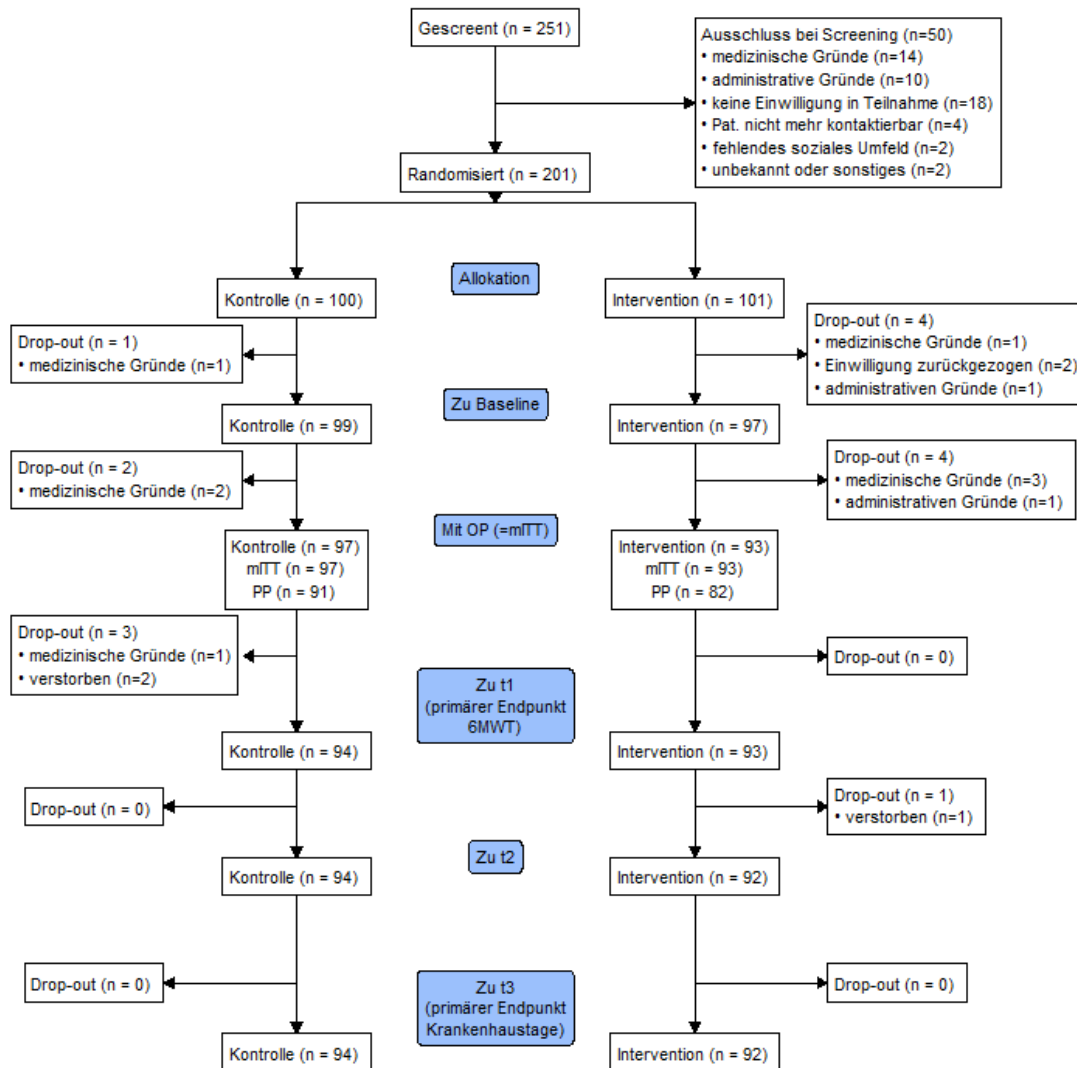 Gescreent (n = 251)
Ausschluss bei Screening (n=50)
• medizinische Gründe (n=14)
• administrative Gründe (n=10)
• keine Einwilligung in Teilnahme (n=18)
• Pat. nicht mehr kontaktierbar (n=4)
• fehlendes soziales Umfeld (n=2)
• unbekannt oder sonstiges (n=2)
Randomisiert (n = 201)
Allokation
Kontrolle (n = 100)
Intervention (n = 101)
Drop-out (n = 1)
• medizinische Gründe (n=1)
Drop-out (n = 4)
• medizinische Gründe (n=1)
• Einwilligung zurückgezogen (n=2)
• administrativen Gründe (n=1)
Zu Baseline
Kontrolle (n = 99)
Intervention (n = 97)
Drop-out (n = 2)
• medizinische Gründe (n=2)
Drop-out (n = 4)
• medizinische Gründe (n=3)
• administrativen Gründe (n=1)
Mit OP (=mITT)
Kontrolle (n = 97)
mITT (n = 97)
PP (n = 91)
Intervention (n = 93)
mITT (n = 93)
PP (n = 82)
Drop-out (n = 3)
• medizinische Gründe (n=1)
• verstorben (n=2)
Drop-out (n = 0)
Zu t1
(primärer Endpunkt
6MWT)
Kontrolle (n = 94)
Intervention (n = 93)
Drop-out (n = 0)
Drop-out (n = 1)
• verstorben (n=1)
Zu t2
Kontrolle (n = 94)
Intervention (n = 92)
Drop-out (n = 0)
Drop-out (n = 0)
Zu t3
(primärer Endpunkt
Krankenhaustage)
Kontrolle (n = 94)
Intervention (n = 92)